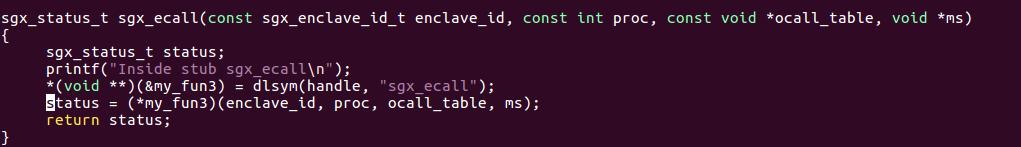 sgx_status_t sgx_ecall(const sgx_enclave_id_t enclave_id, const int proc, const void *ocall_table, void *ms)
{
     sgx_status_t status;
     printf("Inside stub sgx_ecall\n");
     *(void **)(&my_fun3) = dlsym(handle, "sgx_ecall");
     status = (*my_fun3)(enclave_id, proc, ocall_table, ms);
     return status;
}